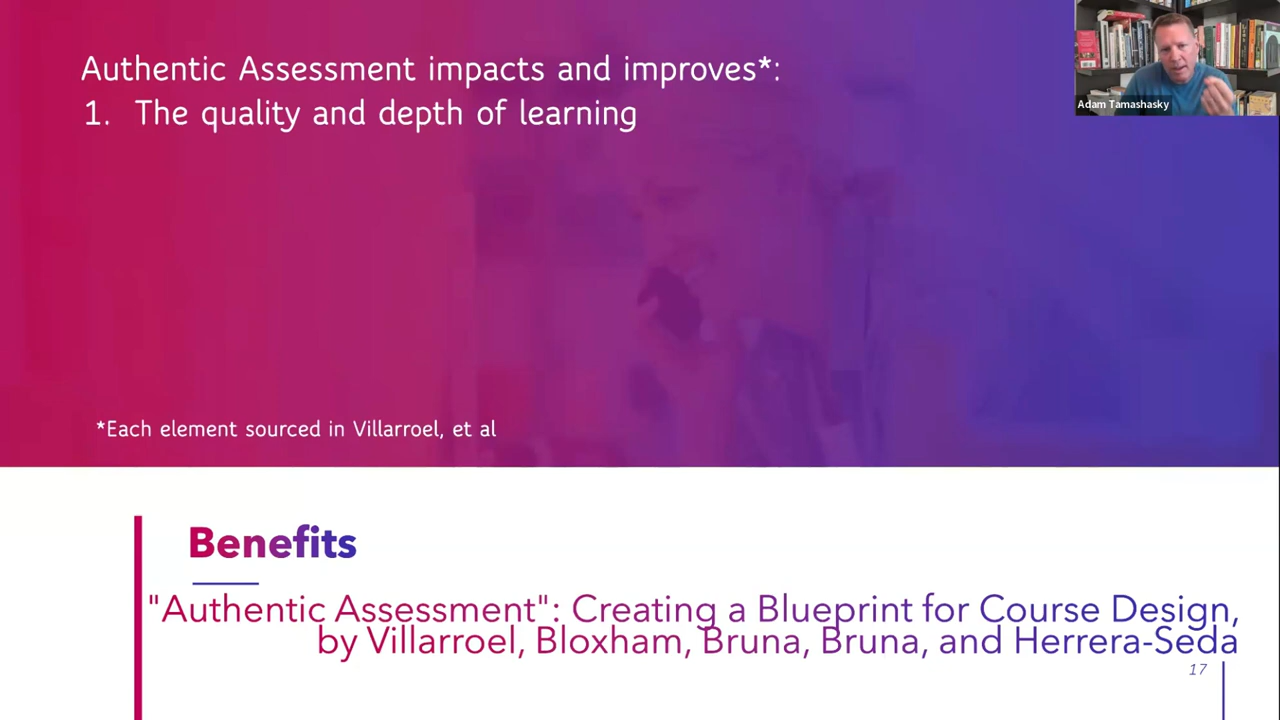 Authentic Assessment impacts and improves*:
1. The quality and depth of learning
Adam Tamashasky
*Each element sourced in Villarroel, et al
Benefits
"Authentic Assessment": Creating a Blueprint for Course Design,
by Villarroel, Bloxham, Bruna, Bruna, and Herrera-Seda
17